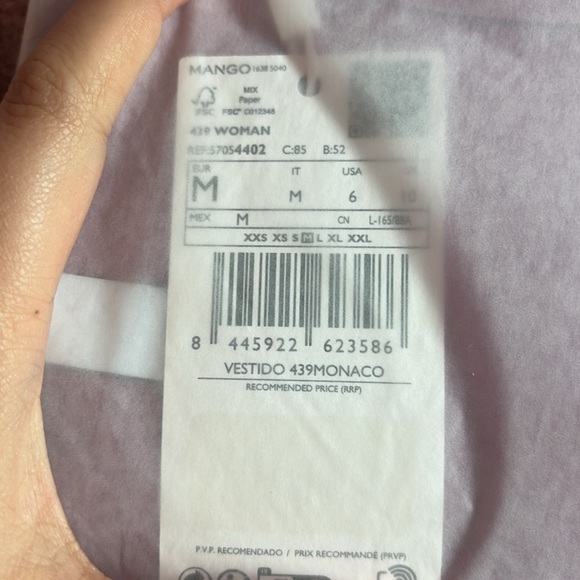 MANGO 1638 5040
MIX
Paper
FSC
FSC® C012345
439 WOMAN
REF:57054402 C:85 B:52
EUR IT USA
M M 6 10
MEX M CN L-165/88A
XXS XS S M L XL XXL
8 445922 623586
VESTIDO 439MONACO
RECOMMENDED PRICE (RRP)
P.V.P. RECOMENDADO / PRIX RECOMMANDÉ (PRVP)